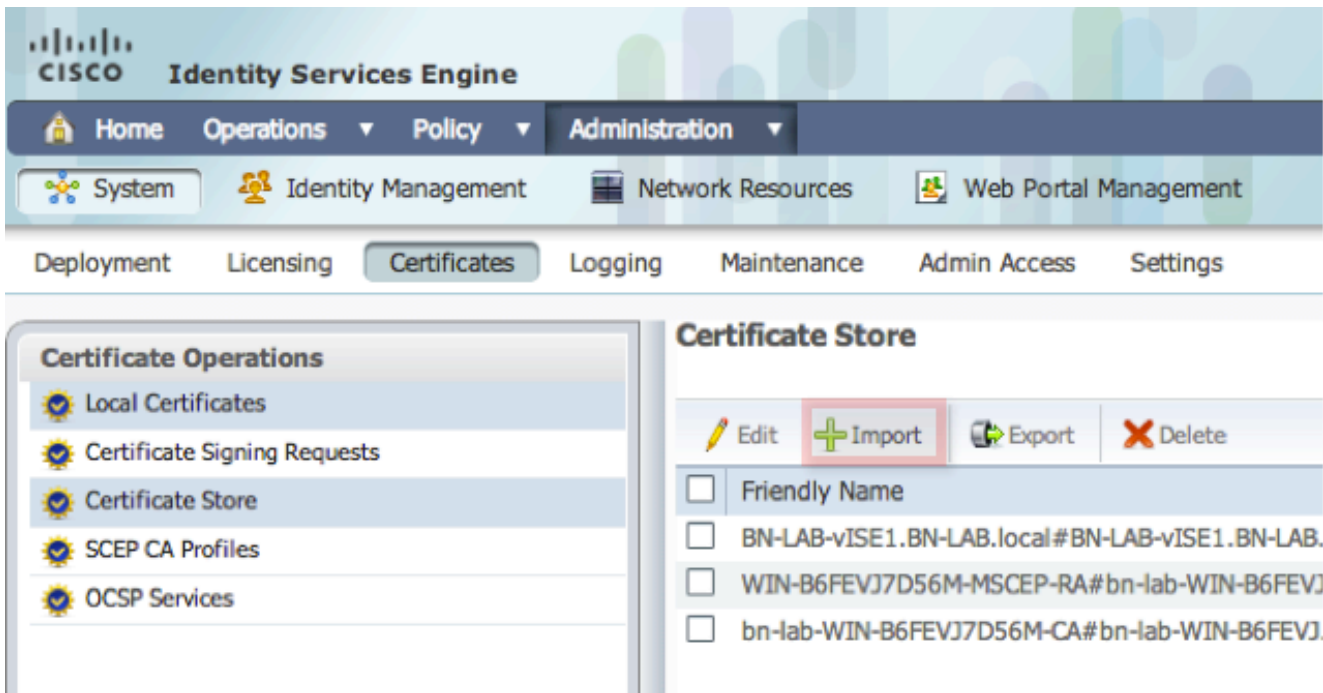 CISCO Identity Services Engine
Home Operations Policy Administration
System Identity Management Network Resources Web Portal Management
Deployment Licensing Certificates Logging Maintenance Admin Access Settings
Certificate Operations
Local Certificates
Certificate Signing Requests
Certificate Store
SCEP CA Profiles
OCSP Services
Certificate Store
Edit Import Export Delete
Friendly Name
BN-LAB-vISE1.BN-LAB.local#BN-LAB-vISE1.BN-LAB.
WIN-B6FEVJ7D56M-MSCEP-RA#bn-lab-WIN-B6FEVJ
bn-lab-WIN-B6FEVJ7D56M-CA#bn-lab-WIN-B6FEVJ.